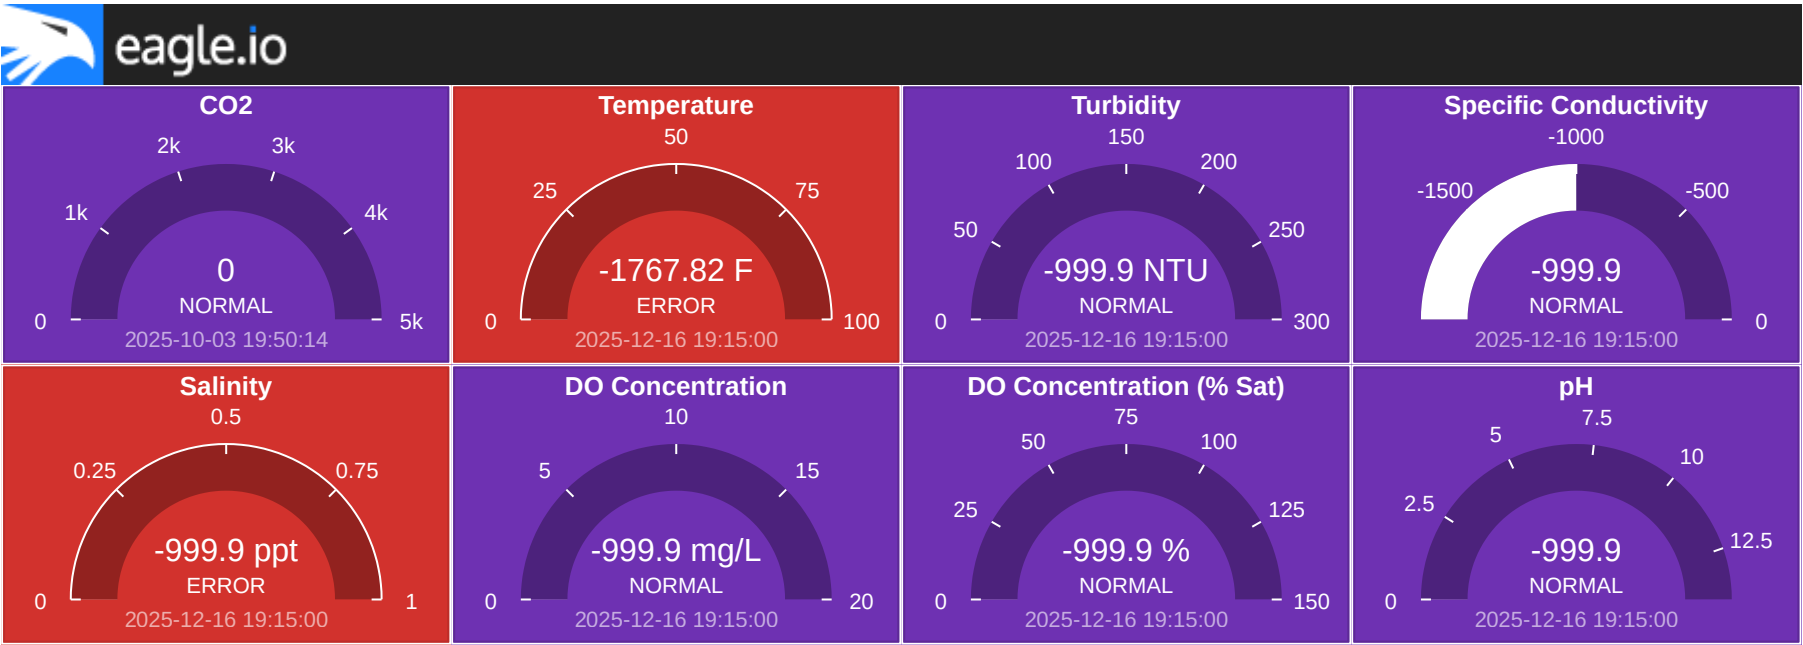 eagle.io
CO2
0
1k
2k
3k
4k
5k
0
NORMAL
2025-10-03 19:50:14
Temperature
0
25
50
75
100
-1767.82 F
ERROR
2025-12-16 19:15:00
Turbidity
0
50
100
150
200
250
300
-999.9 NTU
NORMAL
2025-12-16 19:15:00
Specific Conductivity
-1500
-1000
-500
0
-999.9
NORMAL
2025-12-16 19:15:00
Salinity
0
0.25
0.5
0.75
1
-999.9 ppt
ERROR
2025-12-16 19:15:00
DO Concentration
0
5
10
15
20
-999.9 mg/L
NORMAL
2025-12-16 19:15:00
DO Concentration (% Sat)
0
25
50
75
100
125
150
-999.9 %
NORMAL
2025-12-16 19:15:00
pH
0
2.5
5
7.5
10
12.5
-999.9
NORMAL
2025-12-16 19:15:00